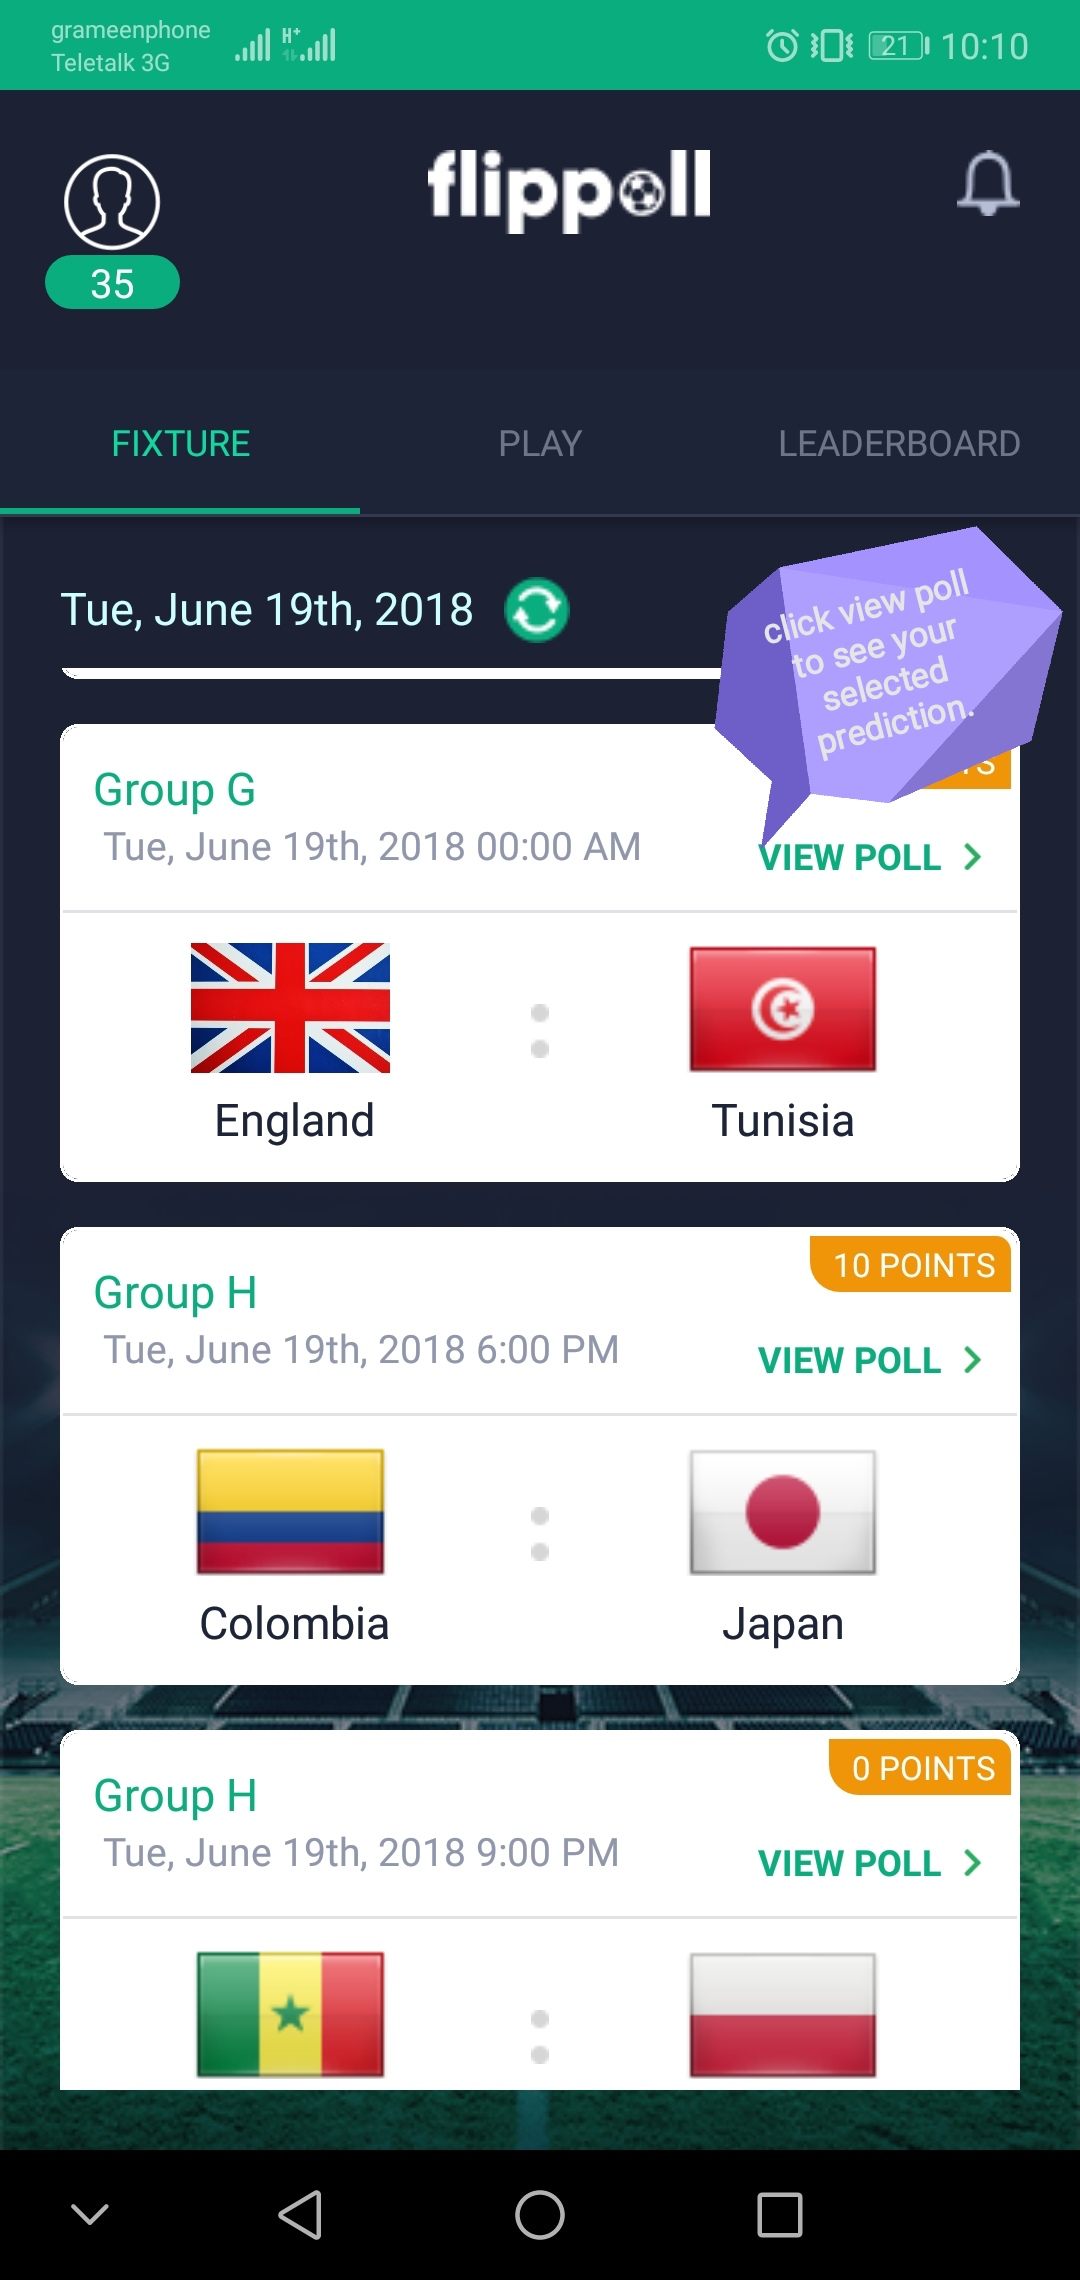 grameenphone
Teletalk 3G
H+
21
10:10
flippoll
35
FIXTURE
PLAY
LEADERBOARD
Tue, June 19th, 2018
click view poll
to see your
selected
prediction.
Group G
Tue, June 19th, 2018 00:00 AM
VIEW POLL
England
Tunisia
10 POINTS
Group H
Tue, June 19th, 2018 6:00 PM
VIEW POLL
Colombia
Japan
0 POINTS
Group H
Tue, June 19th, 2018 9:00 PM
VIEW POLL